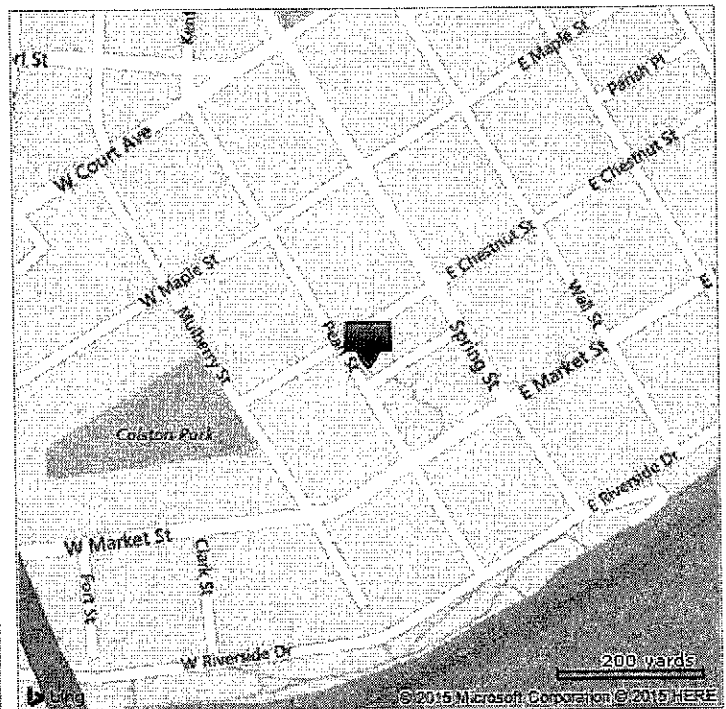 Kent
rl St
E Maple St
Parish Pl
W Court Ave
E Chestnut St
E Chestnut St
W Maple St
Mulberry St
Pearl St
Spring St
Wall St
E
E Market St
Colston Park
E Riverside Dr
W Market St
Clark St
Fort St
W Riverside Dr
200 yards
Bing
© 2015 Microsoft Corporation © 2015 HERE